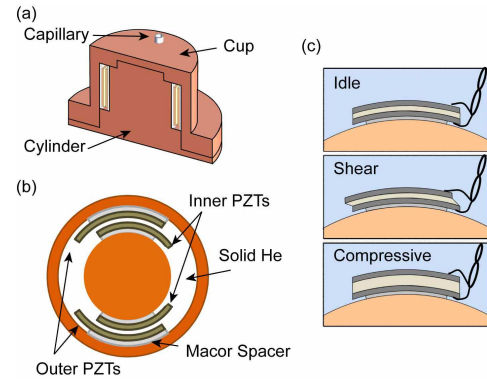 (a)
Capillary
Cup
Cylinder
(b)
Inner PZTs
Solid He
Outer PZTs
Macor Spacer
(c)
Idle
Shear
Compressive